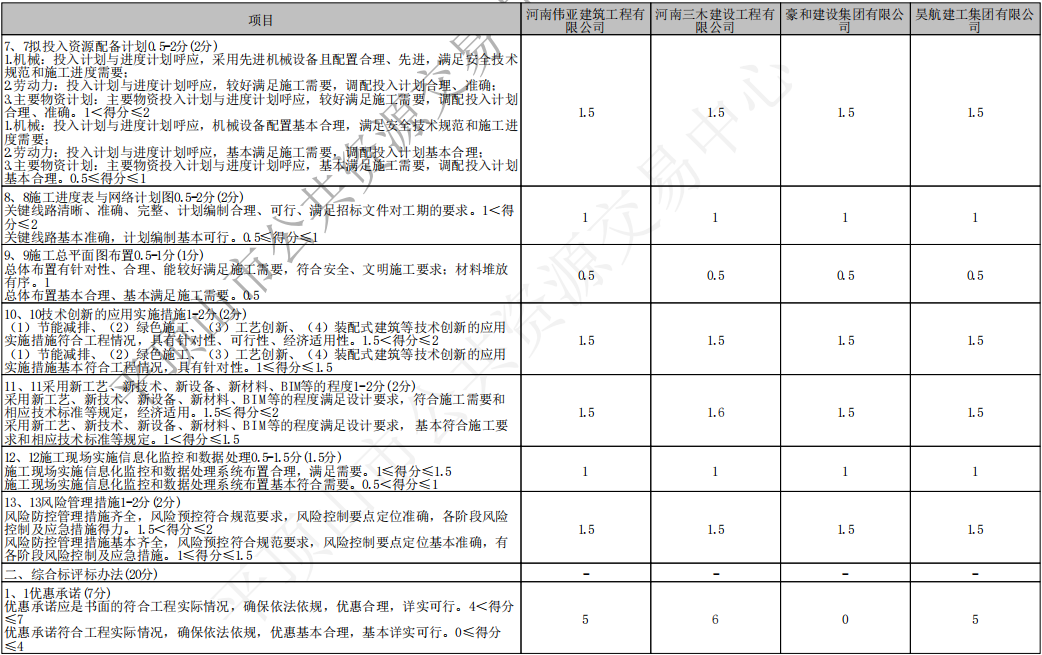 项目 河南伟亚建筑工程有限公司 河南三木建设工程有限公司 豪和建设集团有限公司 昊航建工集团有限公司
7、7拟投入资源配备计划0.5-2分(2分)
1.机械：投入计划与进度计划呼应，采用先进机械设备且配置合理、先进，满足安全技术
规范和施工进度需要；
2.劳动力：投入计划与进度计划呼应，较好满足施工需要，调配投入计划合理、准确；
3.主要物资计划：主要物资投入计划与进度计划呼应，较好满足施工需要，调配投入计划
合理、准确。1＜得分≤2
1.机械：投入计划与进度计划呼应，机械设备配置基本合理，满足安全技术规范和施工进
度需要；
2.劳动力：投入计划与进度计划呼应，基本满足施工需要，调配投入计划基本合理；
3.主要物资计划：主要物资投入计划与进度计划呼应，基本满足施工需要，调配投入计划
基本合理。0.5≤得分≤1
1.5 1.5 1.5 1.5
8、8施工进度表与网络计划图0.5-2分(2分)
关键线路清晰、准确、完整、计划编制合理、可行、满足招标文件对工期的要求。1＜得
分≤2
关键线路基本准确，计划编制基本可行。0.5≤得分≤1
1 1 1 1
9、9施工总平面图布置0.5-1分(1分)
总体布置有针对性、合理、能较好满足施工需要，符合安全、文明施工要求；材料堆放
有序。1
总体布置基本合理、基本满足施工需要。0.5
0.5 0.5 0.5 0.5
10、10技术创新的应用实施措施1-2分(2分)
（1）节能减排、（2）绿色施工、（3）工艺创新、（4）装配式建筑等技术创新的应用
实施措施符合工程情况，具有针对性、可行性、经济适用性。1.5＜得分≤2
（1）节能减排、（2）绿色施工、（3）工艺创新、（4）装配式建筑等技术创新的应用
实施措施基本符合工程情况，具有针对性。1≤得分≤1.5
1.5 1.5 1.5 1.5
11、11采用新工艺、新技术、新设备、新材料、BIM等的程度1-2分(2分)
采用新工艺、新技术、新设备、新材料、BIM等的程度满足设计要求，符合施工需要和
相应技术标准等规定，经济适用。1.5≤得分≤2
采用新工艺、新技术、新设备、新材料、BIM等的程度满足设计要求，基本符合施工要
求和相应技术标准等规定。1＜得分≤1.5
1.5 1.6 1.5 1.5
12、12施工现场实施信息化监控和数据处理0.5-1.5分(1.5分)
施工现场实施信息化监控和数据处理系统布置合理，满足需要。1≤得分≤1.5
施工现场实施信息化监控和数据处理系统布置基本符合需要。0.5＜得分≤1
1 1 1 1
13、13风险管理措施1-2分(2分)
风险防控管理措施齐全，风险预控符合规范要求，风险控制要点定位准确，各阶段风险
控制及应急措施得力。1.5＜得分≤2
风险防控管理措施基本齐全，风险预控符合规范要求，风险控制要点定位基本准确，有
各阶段风险控制及应急措施。1≤得分≤1.5
1.5 1.5 1.5 1.5
二、综合标评标办法(20分) - - - -
1、1优惠承诺(7分)
优惠承诺应是书面的符合工程实际情况，确保依法依规，优惠合理，详实可行。4＜得分
≤7
优惠承诺符合工程实际情况，确保依法依规，优惠基本合理，基本详实可行。0≤得分
≤4
5 6 0 5
平顶山市公共资源交易
平顶山市公共资源交易中心